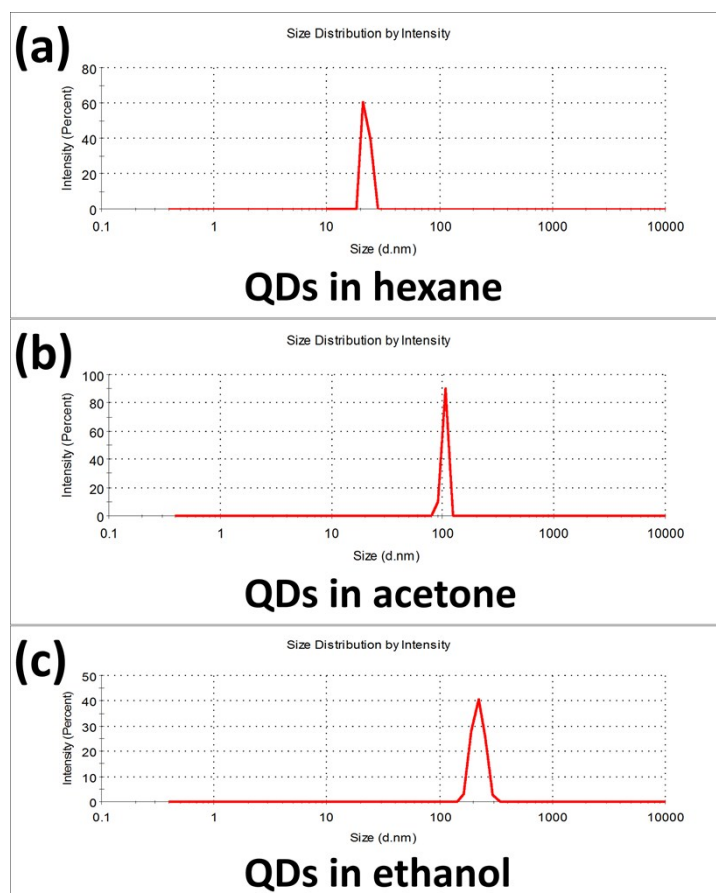 (a)
Size Distribution by Intensity
Intensity (Percent)
80
60
40
20
0
0.1 1 10 100 1000 10000
Size (d.nm)
QDs in hexane
(b)
Size Distribution by Intensity
Intensity (Percent)
100
80
60
40
20
0
0.1 1 10 100 1000 10000
Size (d.nm)
QDs in acetone
(c)
Size Distribution by Intensity
Intensity (Percent)
50
40
30
20
10
0
0.1 1 10 100 1000 10000
Size (d.nm)
QDs in ethanol